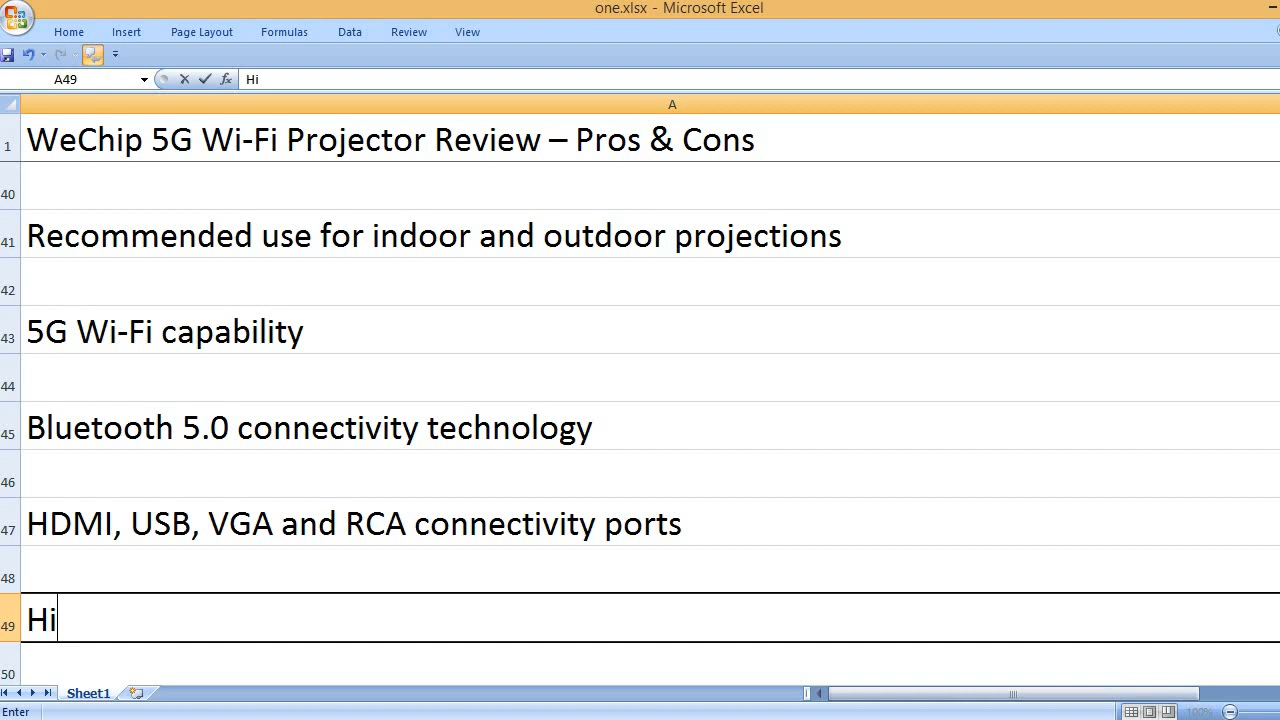 one.xlsx - Microsoft Excel
Home Insert Page Layout Formulas Data Review View
A49 fx Hi
A
1 WeChip 5G Wi-Fi Projector Review – Pros & Cons
40
41 Recommended use for indoor and outdoor projections
42
43 5G Wi-Fi capability
44
45 Bluetooth 5.0 connectivity technology
46
47 HDMI, USB, VGA and RCA connectivity ports
48
49 Hi
50
Sheet1
Enter 100%